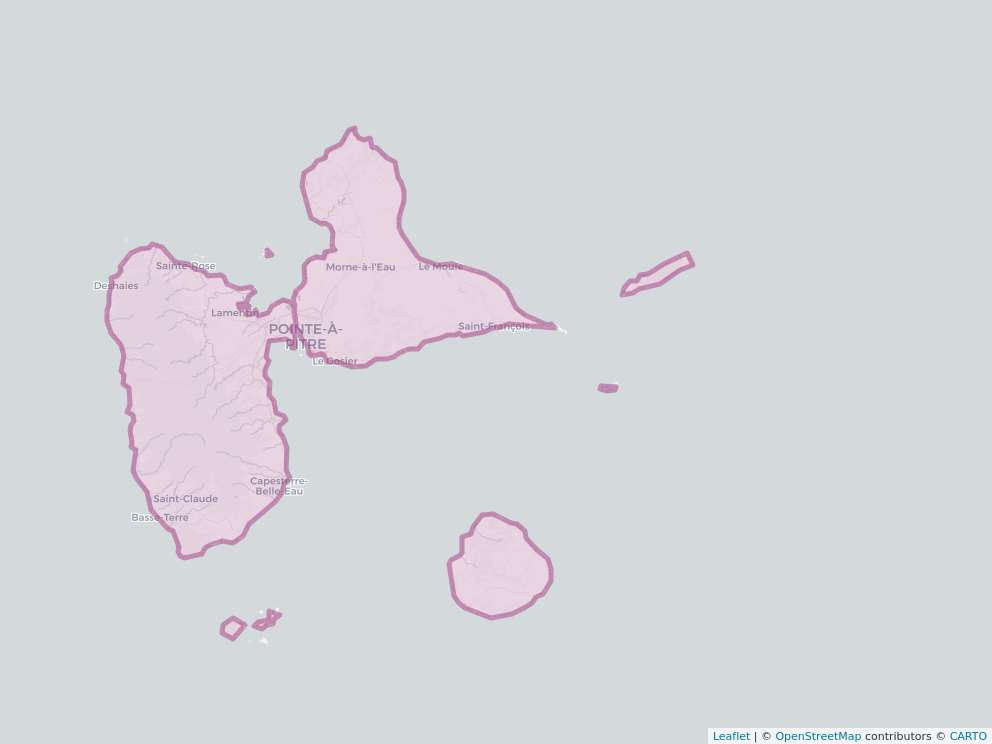 Sainte-Rose
Morne-à-l'Eau
Le Moule
Deshaies
Lamentin
POINTE-À-
PITRE
Saint-François
Le Gosier
Capesterre-
Belle-Eau
Saint-Claude
Basse-Terre
Leaflet | © OpenStreetMap contributors © CARTO